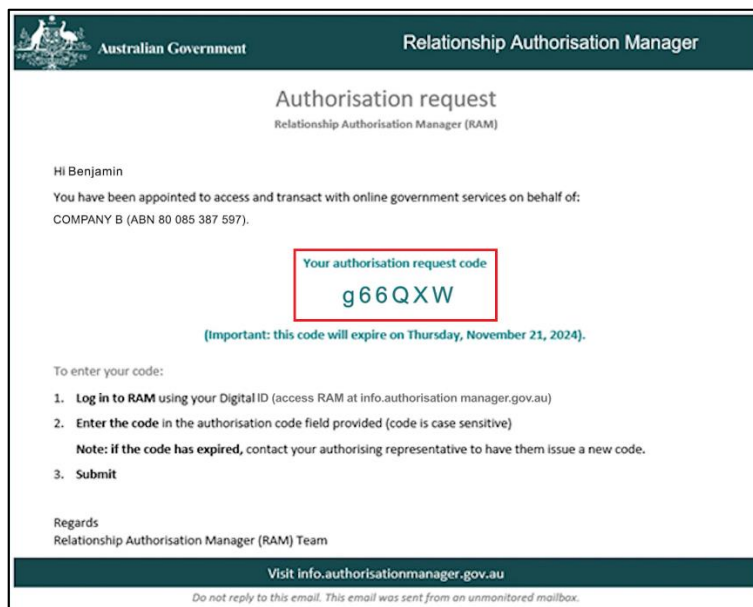 Australian Government
Relationship Authorisation Manager
Authorisation request
Relationship Authorisation Manager (RAM)
Hi Benjamin
You have been appointed to access and transact with online government services on behalf of:
COMPANY B (ABN 80 085 387 597).
Your authorisation request code
g66QXW
(Important: this code will expire on Thursday, November 21, 2024).
To enter your code:
1. Log in to RAM using your Digital ID (access RAM at info.authorisation manager.gov.au)
2. Enter the code in the authorisation code field provided (code is case sensitive)
Note: if the code has expired, contact your authorising representative to have them issue a new code.
3. Submit
Regards
Relationship Authorisation Manager (RAM) Team
Visit info.authorisationmanager.gov.au
Do not reply to this email. This email was sent from an unmonitored mailbox.